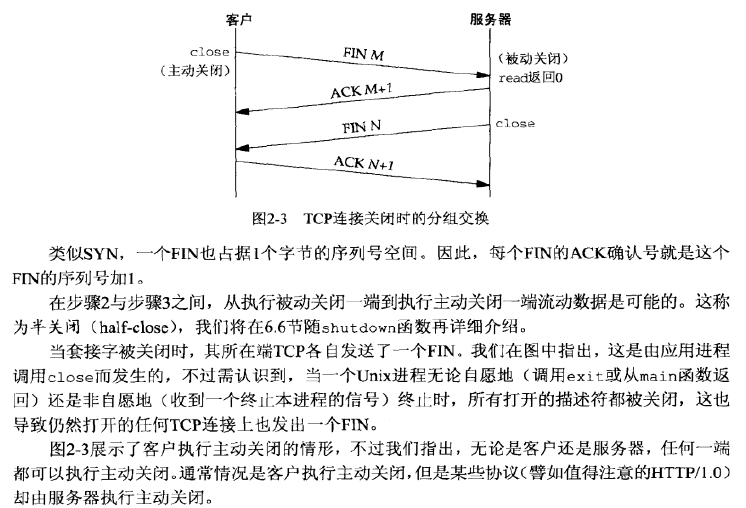 客户
服务器
close
(主动关闭)
FIN M
(被动关闭)
read返回0
ACK M+1
FIN N
close
ACK N+1
图2-3 TCP连接关闭时的分组交换
类似SYN，一个FIN也占据1个字节的序列号空间。因此，每个FIN的ACK确认号就是这个
FIN的序列号加1。
在步骤2与步骤3之间，从执行被动关闭一端到执行主动关闭一端流动数据是可能的。这称
为半关闭（half-close），我们将在6.6节随shutdown函数再详细介绍。
当套接字被关闭时，其所在端TCP各自发送了一个FIN。我们在图中指出，这是由应用进程
调用close而发生的，不过需认识到，当一个Unix进程无论自愿地（调用exit或从main函数返
回）还是非自愿地（收到一个终止本进程的信号）终止时，所有打开的描述符都被关闭，这也
导致仍然打开的任何TCP连接上也发出一个FIN。
图2-3展示了客户执行主动关闭的情形，不过我们指出，无论是客户还是服务器，任何一端
都可以执行主动关闭。通常情况是客户执行主动关闭，但是某些协议（譬如值得注意的HTTP/1.0）
却由服务器执行主动关闭。